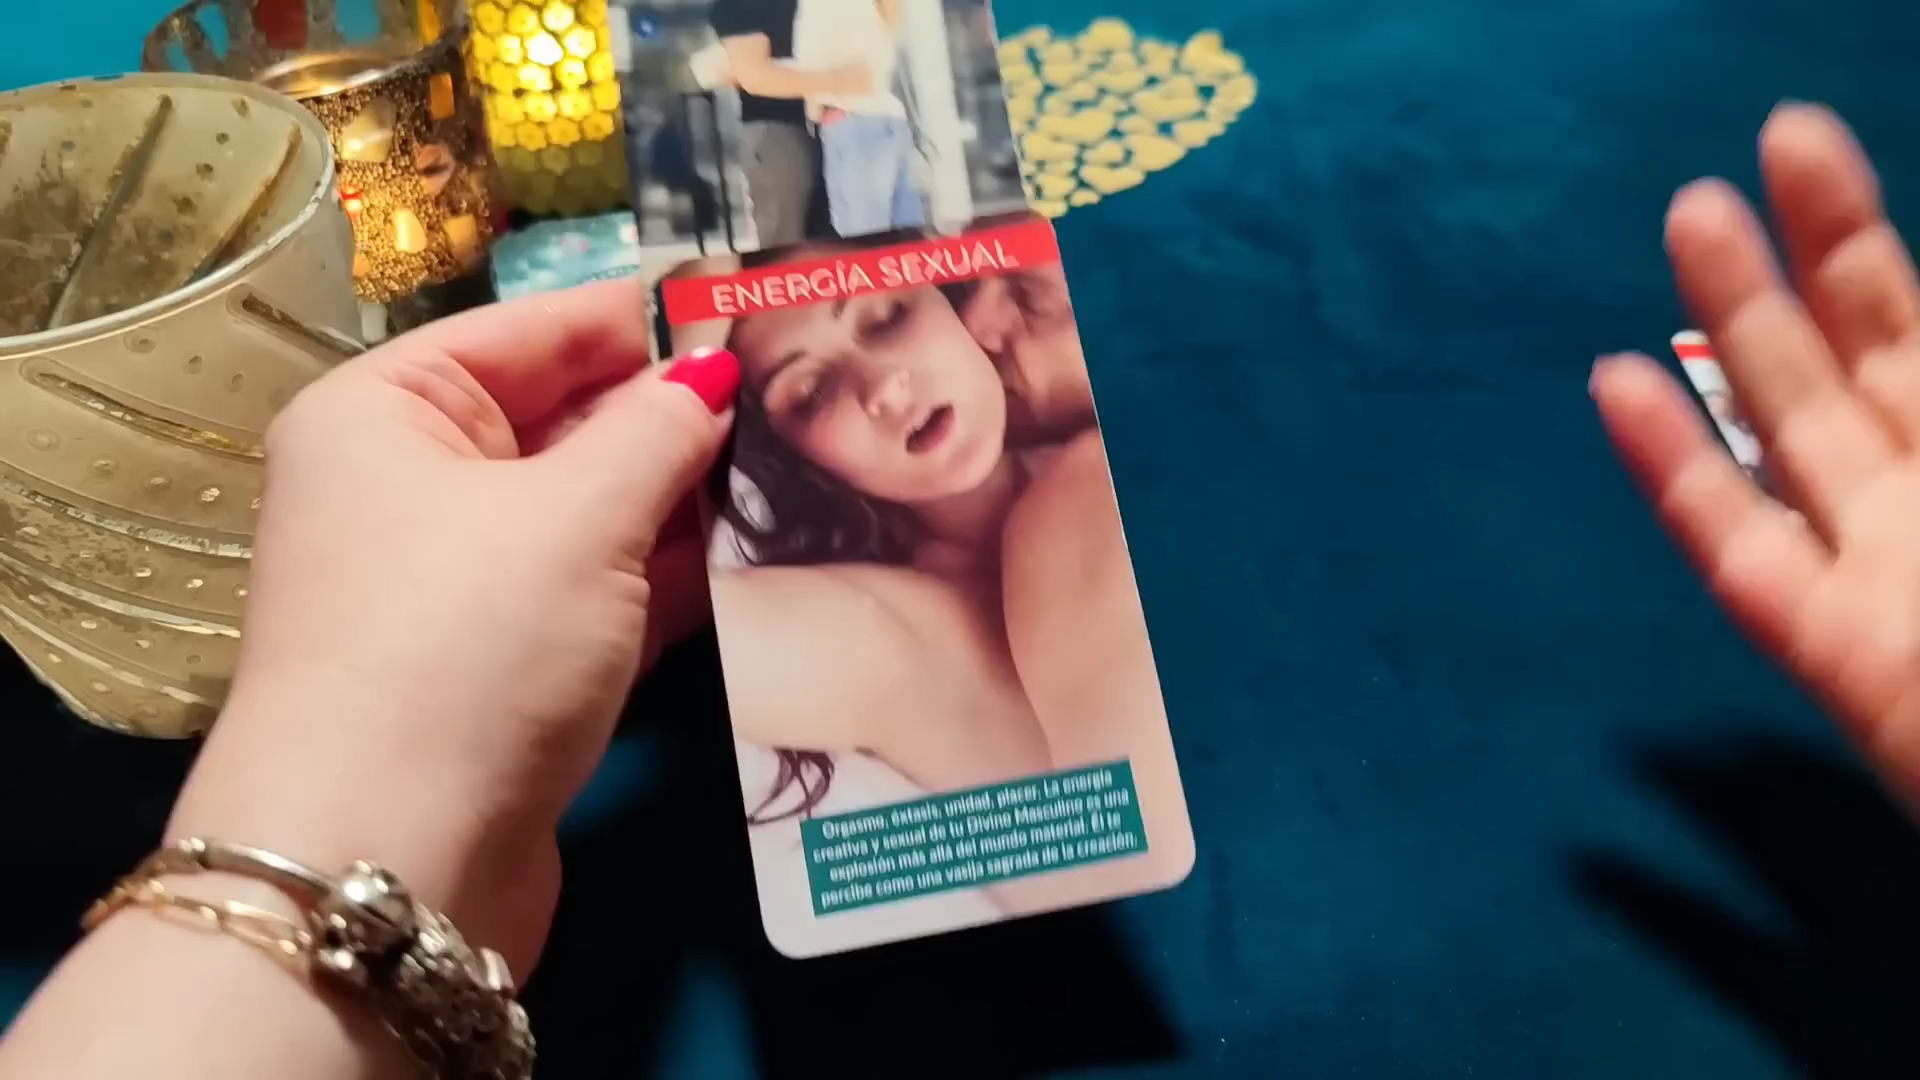 ENERGÍA SEXUAL
Orgasmo, éxtasis, unidad, placer. La energía
creativa y sexual de tu Divino Masculino es una
explosión más allá del mundo material. Él te
percibe como una vasija sagrada de la creación.